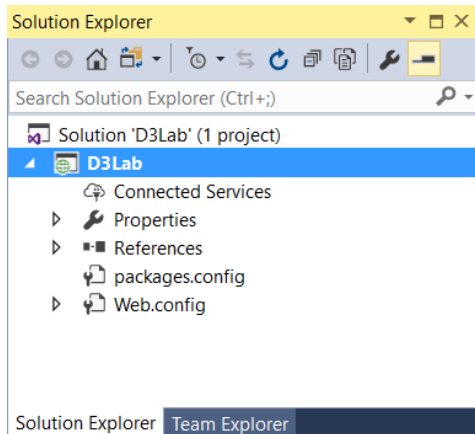 Solution Explorer
Search Solution Explorer (Ctrl+;)
Solution 'D3Lab' (1 project)
D3Lab
Connected Services
Properties
References
packages.config
Web.config
Solution Explorer Team Explorer